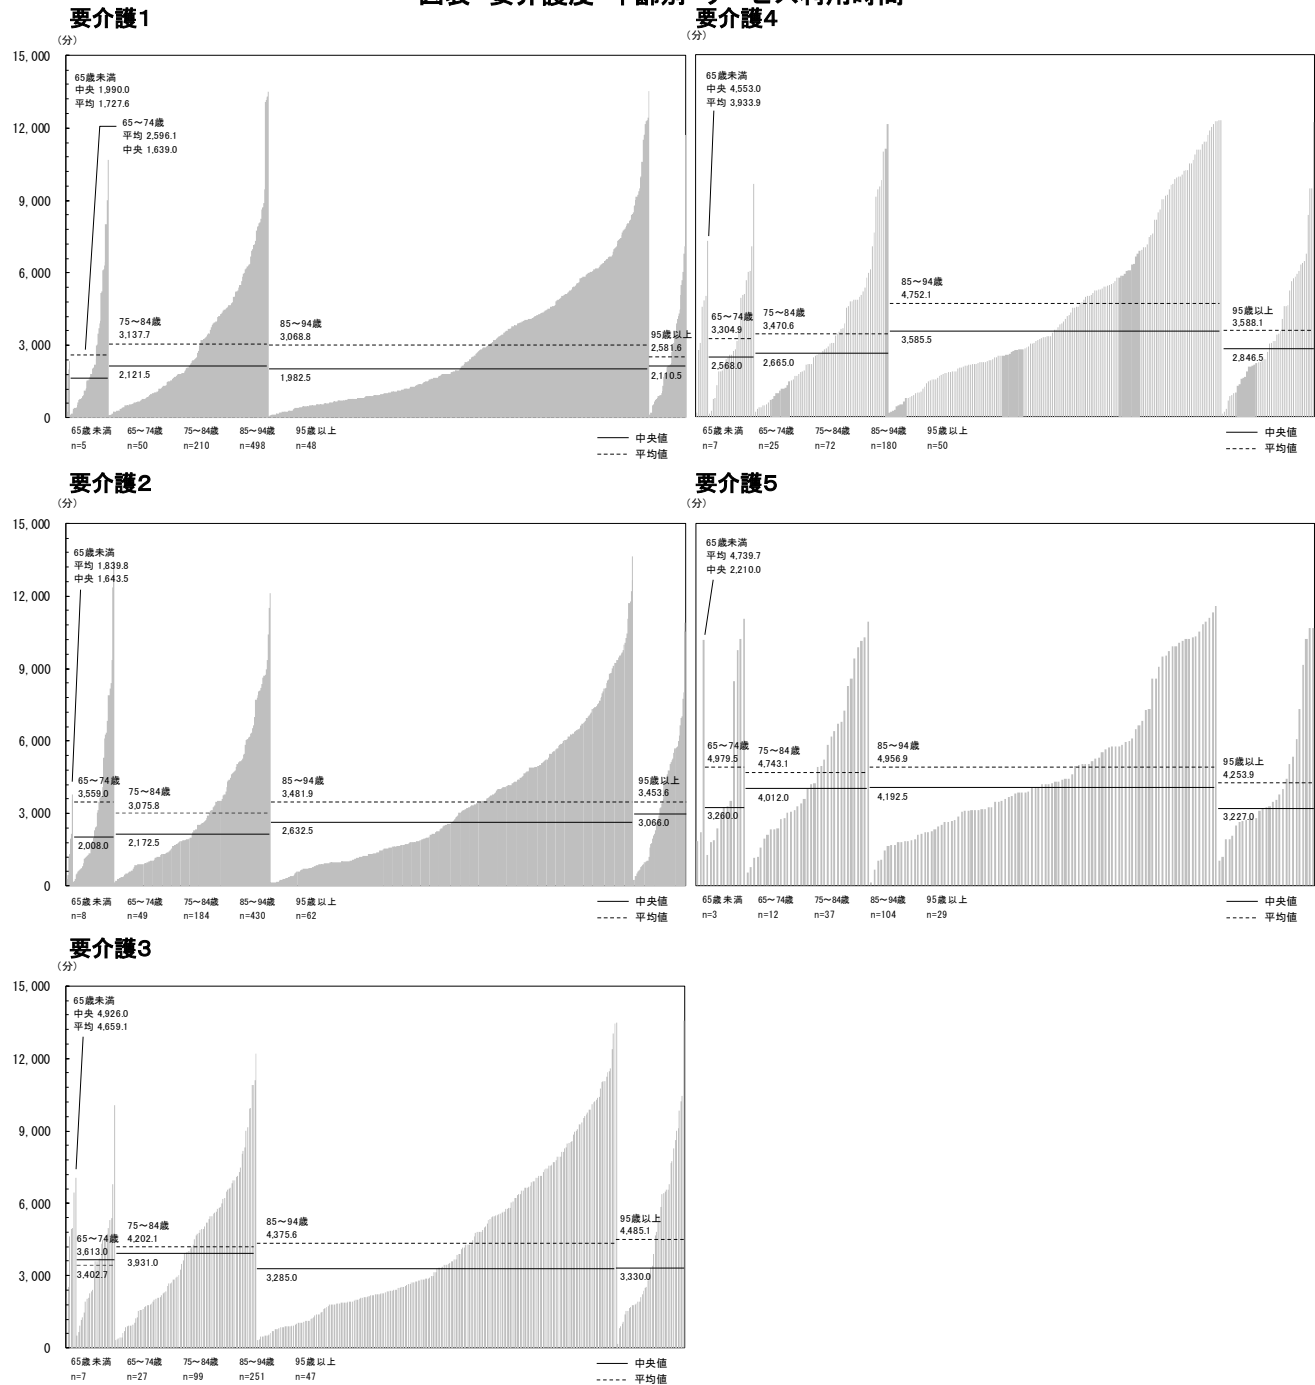 要介護1
（分）
15,000
12,000
9,000
6,000
3,000
0
65歳未満
中央 1,990.0
平均 1,727.6
65～74歳
平均 2,596.1
中央 1,639.0
75～84歳
3,137.7
2,121.5
85～94歳
3,068.8
1,982.5
95歳以上
2,581.6
2,110.5
65歳未満 65～74歳 75～84歳 85～94歳 95歳以上
n=5 n=50 n=210 n=498 n=48
中央値
平均値
要介護4
（分）
65歳未満
中央 4,553.0
平均 3,933.9
65～74歳
3,304.9
2,568.0
75～84歳
3,470.6
2,665.0
85～94歳
4,752.1
3,585.5
95歳以上
3,588.1
2,846.5
65歳未満 65～74歳 75～84歳 85～94歳 95歳以上
n=7 n=25 n=72 n=180 n=50
中央値
平均値
要介護2
（分）
15,000
12,000
9,000
6,000
3,000
0
65歳未満
平均 1,839.8
中央 1,643.5
65～74歳
3,559.0
2,008.0
75～84歳
3,075.8
2,172.5
85～94歳
3,481.9
2,632.5
95歳以上
3,453.6
3,066.0
65歳未満 65～74歳 75～84歳 85～94歳 95歳以上
n=8 n=49 n=184 n=430 n=62
中央値
平均値
要介護5
（分）
65歳未満
平均 4,739.7
中央 2,210.0
65～74歳
4,979.5
3,260.0
75～84歳
4,743.1
4,012.0
85～94歳
4,956.9
4,192.5
95歳以上
4,253.9
3,227.0
65歳未満 65～74歳 75～84歳 85～94歳 95歳以上
n=3 n=12 n=37 n=104 n=29
中央値
平均値
要介護3
（分）
15,000
12,000
9,000
6,000
3,000
0
65歳未満
中央 4,926.0
平均 4,659.1
65～74歳
3,613.0
3,402.7
75～84歳
4,202.1
3,931.0
85～94歳
4,375.6
3,285.0
95歳以上
4,485.1
3,330.0
65歳未満 65～74歳 75～84歳 85～94歳 95歳以上
n=7 n=27 n=99 n=251 n=47
中央値
平均値